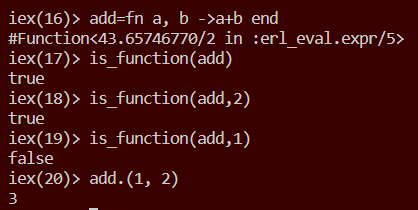 iex(16)> add=fn a, b ->a+b end
#Function<43.65746770/2 in :erl_eval.expr/5>
iex(17)> is_function(add)
true
iex(18)> is_function(add,2)
true
iex(19)> is_function(add,1)
false
iex(20)> add.(1, 2)
3